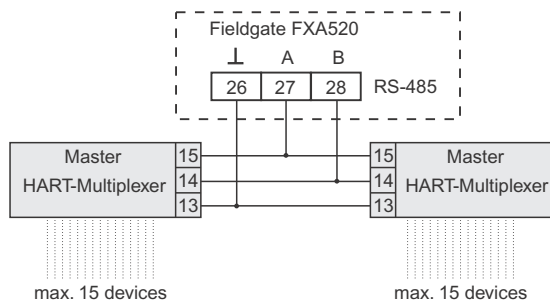 Fieldgate FXA520
⊥ A B
26 27 28 RS-485
Master HART-Multiplexer
15
14
13
15
14
13
Master HART-Multiplexer
max. 15 devices
max. 15 devices